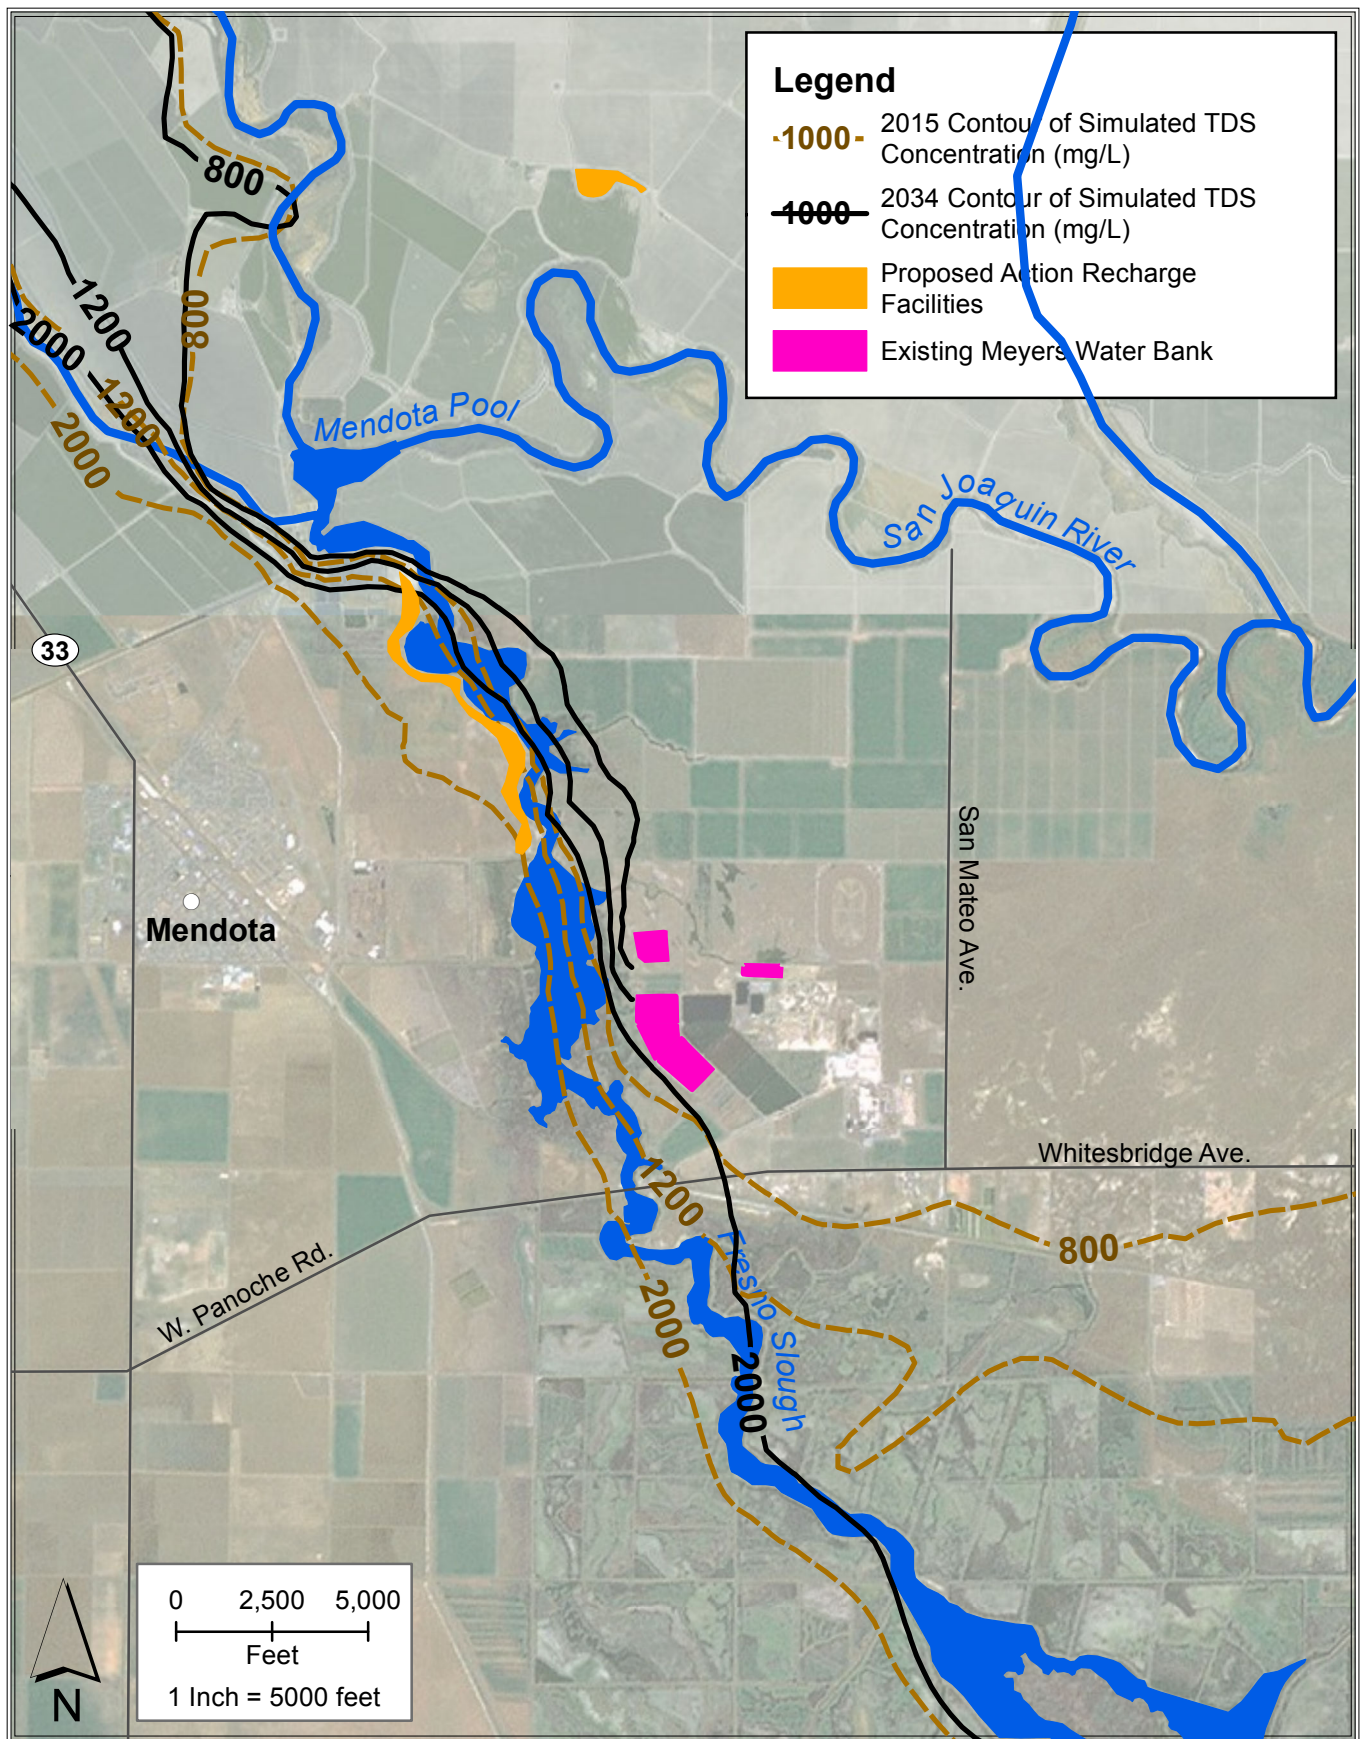 Legend
1000
2015 Contour of Simulated TDS
Concentration (mg/L)
1000
2034 Contour of Simulated TDS
Concentration (mg/L)
Proposed Action Recharge
Facilities
Existing Meyers Water Bank
800
1200
800
2000
1200
2000
Mendota Pool
San Joaquin River
33
San Mateo Ave.
Mendota
Whitesbridge Ave.
1200
800
W. Panoche Rd.
Fresno Slough
2000
2000
0 2,500 5,000
Feet
1 Inch = 5000 feet
N